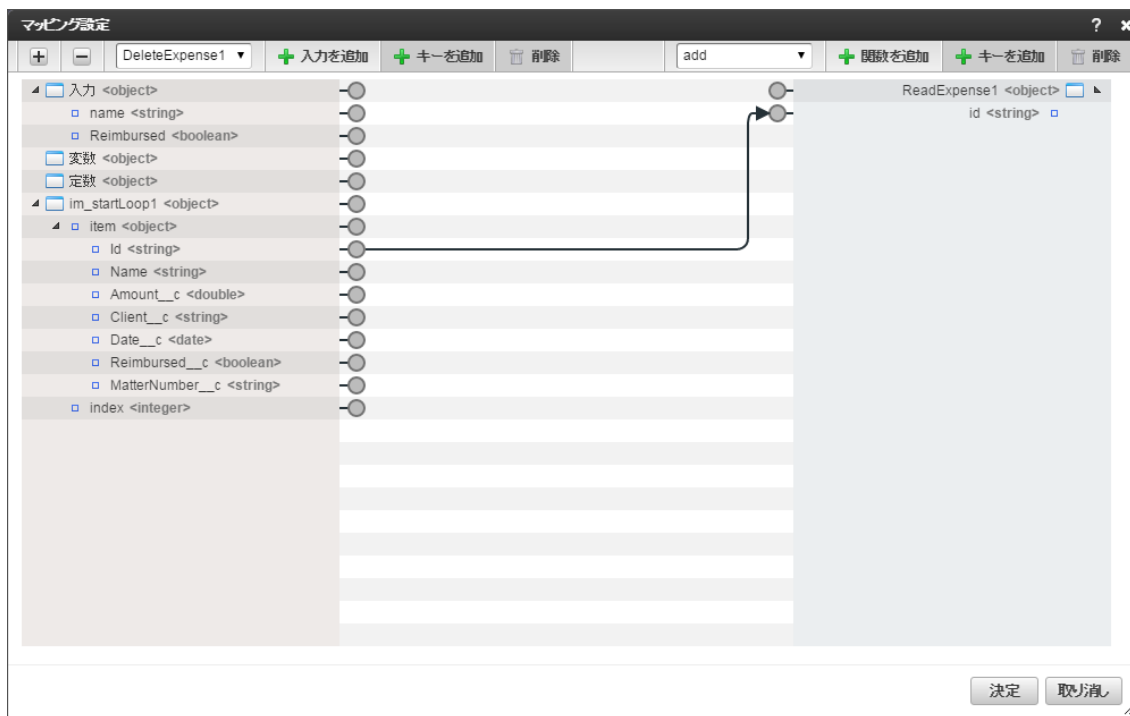 マッピング設定 ? ×
+ − DeleteExpense1 ▼ 入力を追加 キーを追加 削除 add ▼ 関数を追加 キーを追加 削除
入力 <object> ReadExpense1 <object>
name <string> id <string>
Reimbursed <boolean>
変数 <object>
定数 <object>
im_startLoop1 <object>
item <object>
Id <string>
Name <string>
Amount__c <double>
Client__c <string>
Date__c <date>
Reimbursed__c <boolean>
MatterNumber__c <string>
index <integer>
決定 取り消し